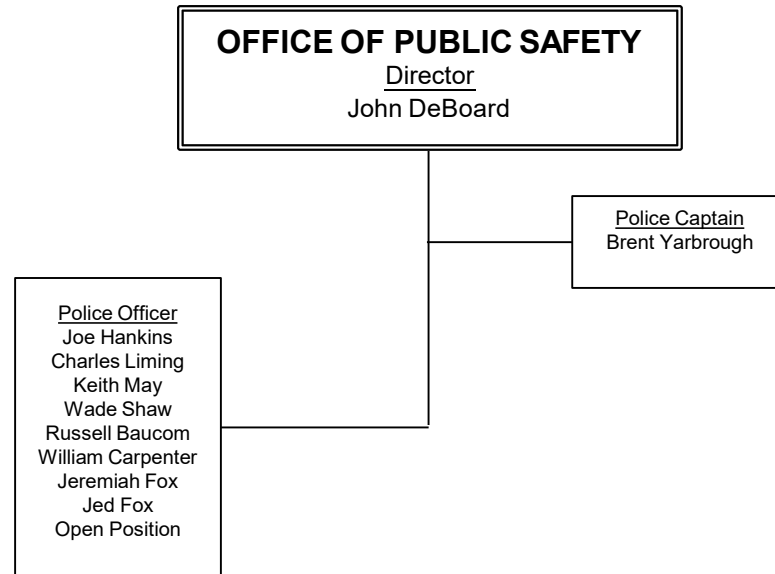 OFFICE OF PUBLIC SAFETY
Director
John DeBoard
Police Captain
Brent Yarbrough
Police Officer
Joe Hankins
Charles Liming
Keith May
Wade Shaw
Russell Baucom
William Carpenter
Jeremiah Fox
Jed Fox
Open Position